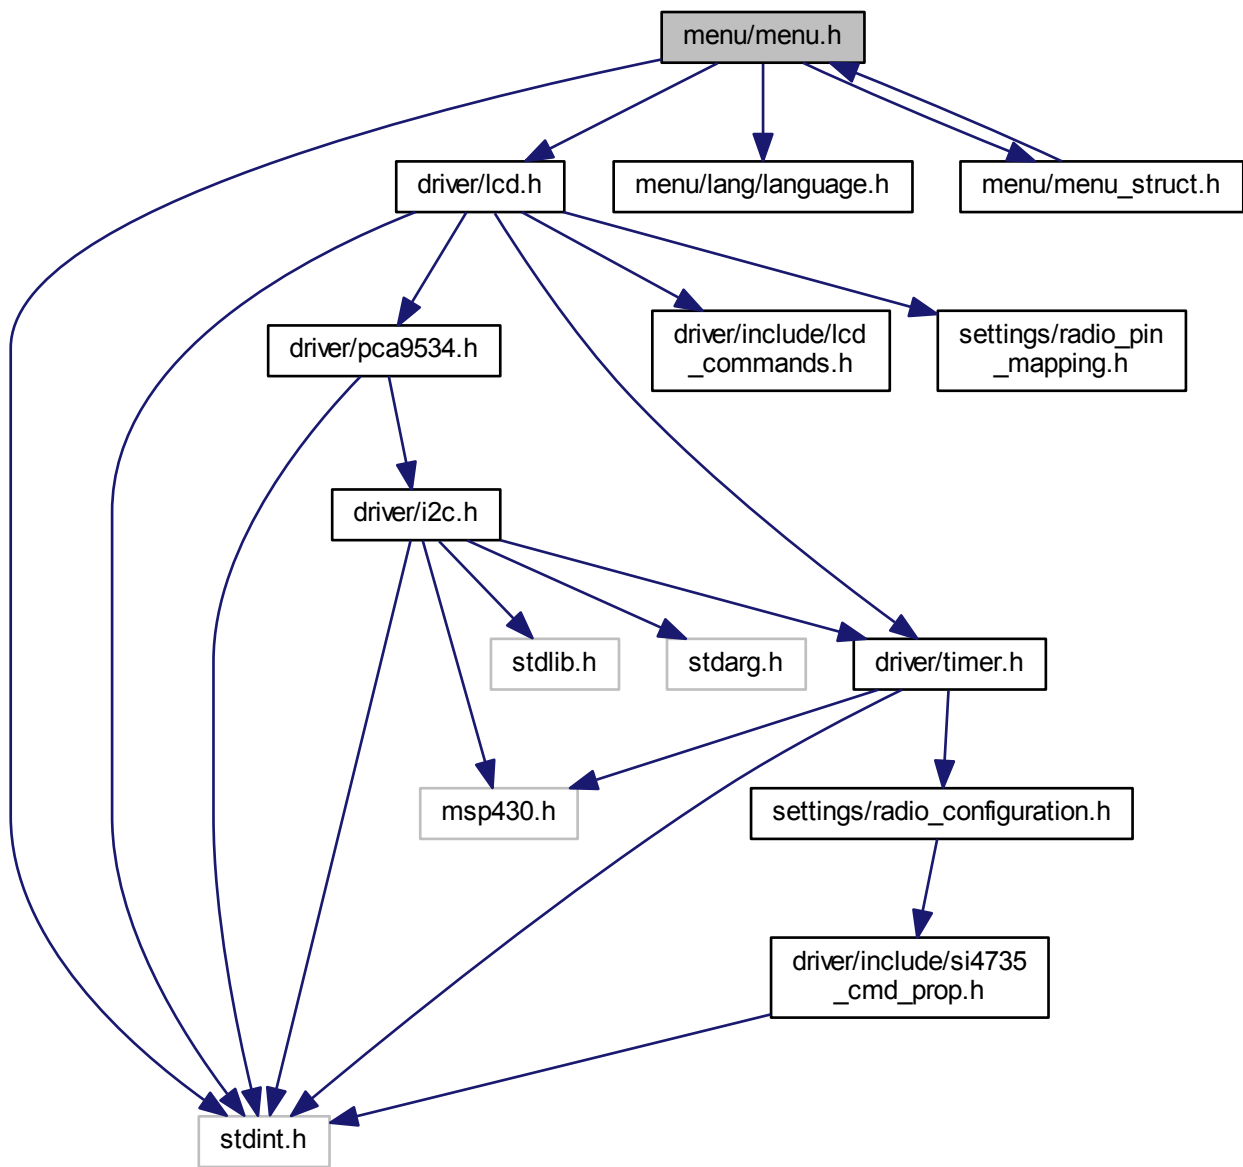 menu/menu.h
driver/lcd.h
menu/lang/language.h
menu/menu_struct.h
driver/pca9534.h
driver/include/lcd
_commands.h
settings/radio_pin
_mapping.h
driver/i2c.h
stdlib.h
stdarg.h
driver/timer.h
msp430.h
settings/radio_configuration.h
driver/include/si4735
_cmd_prop.h
stdint.h